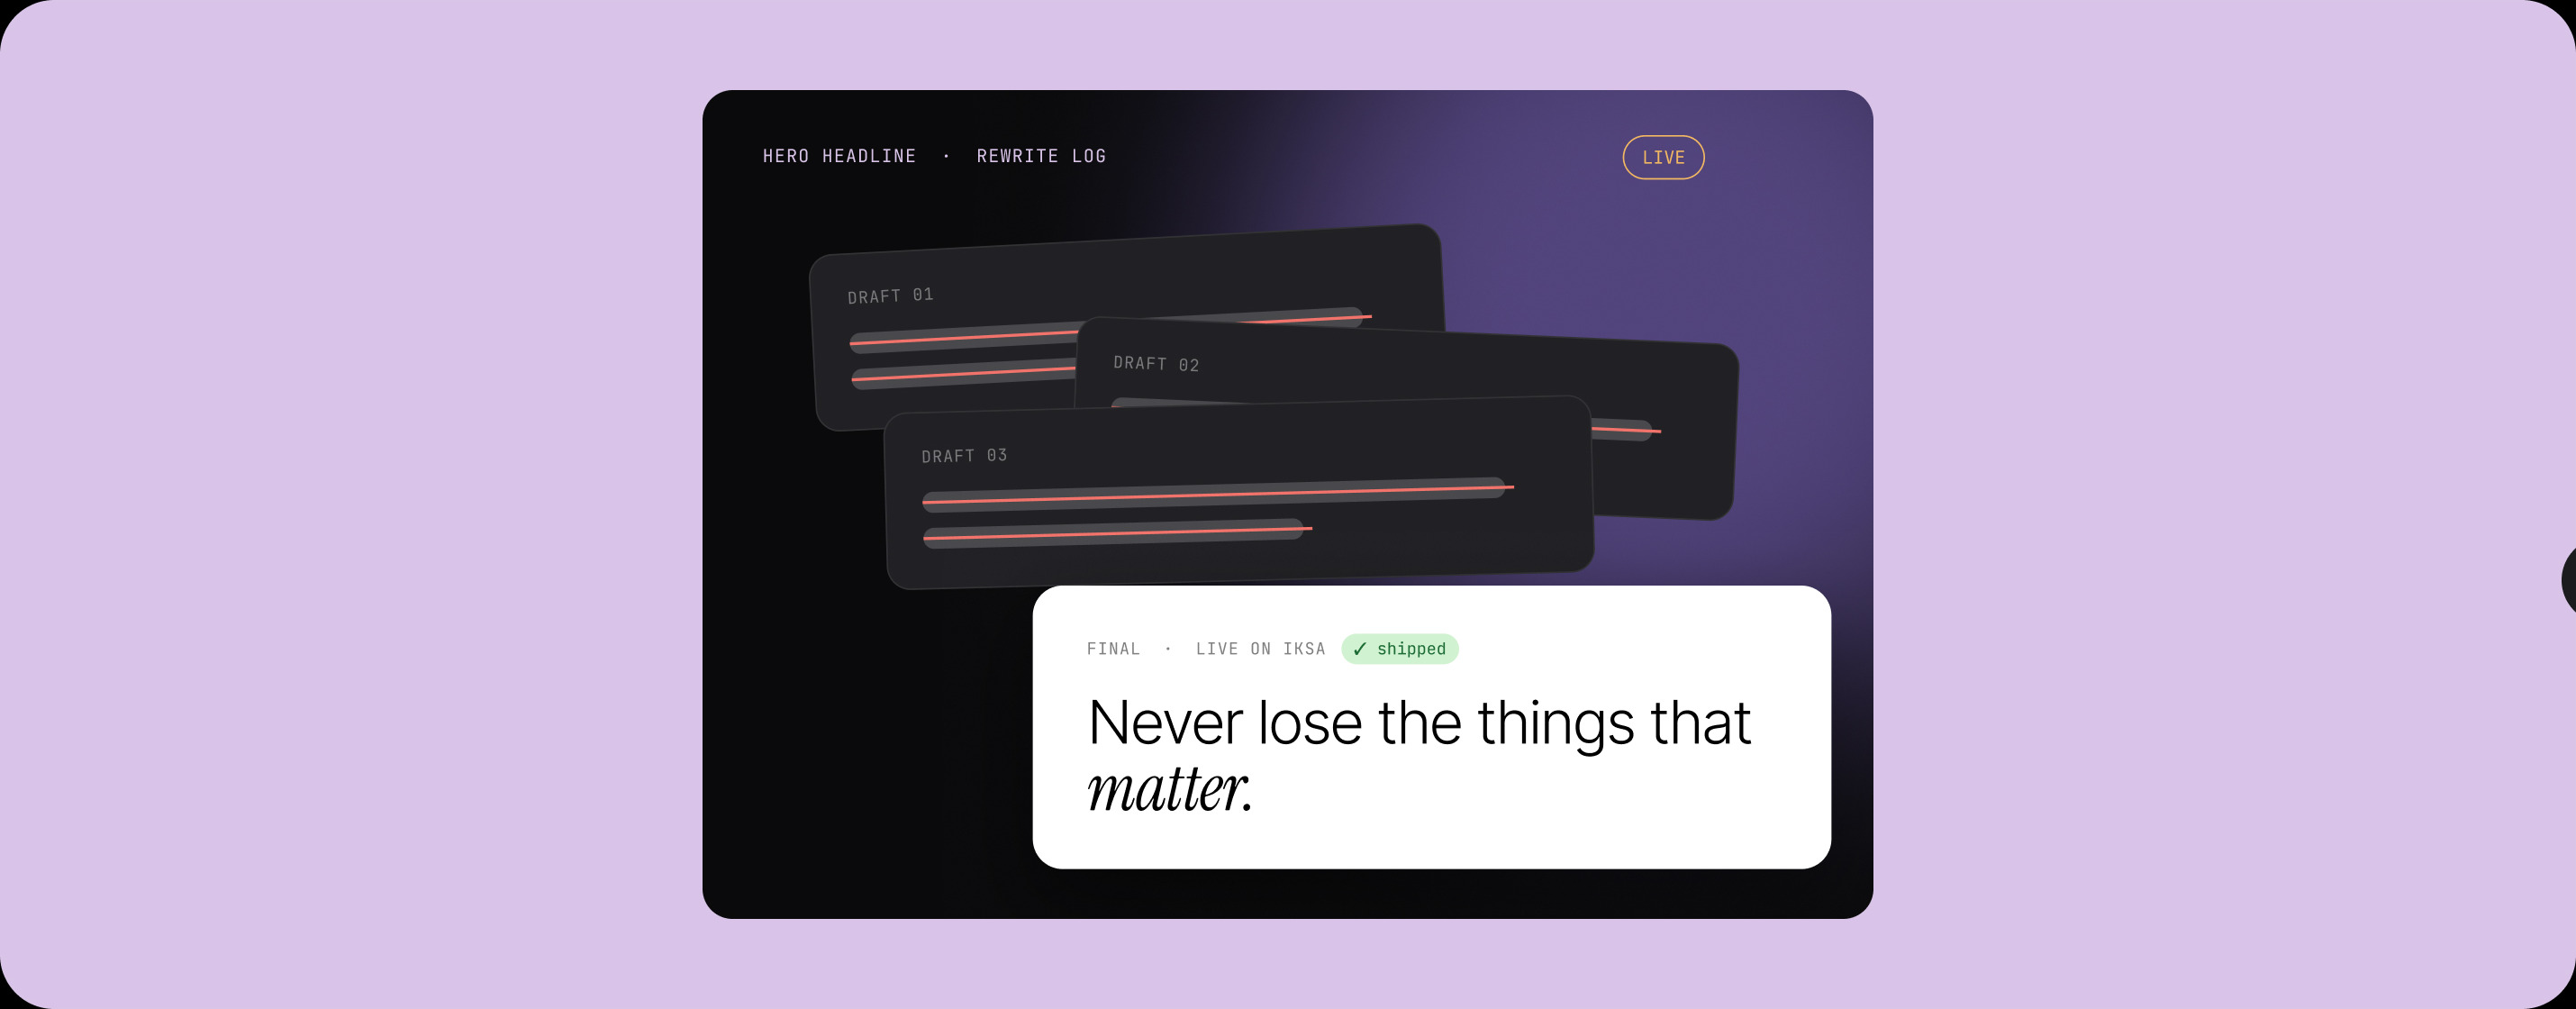 HERO HEADLINE · REWRITE LOG
LIVE
DRAFT 01
DRAFT 02
DRAFT 03
FINAL · LIVE ON IKSA ✓ shipped
Never lose the things that
matter.